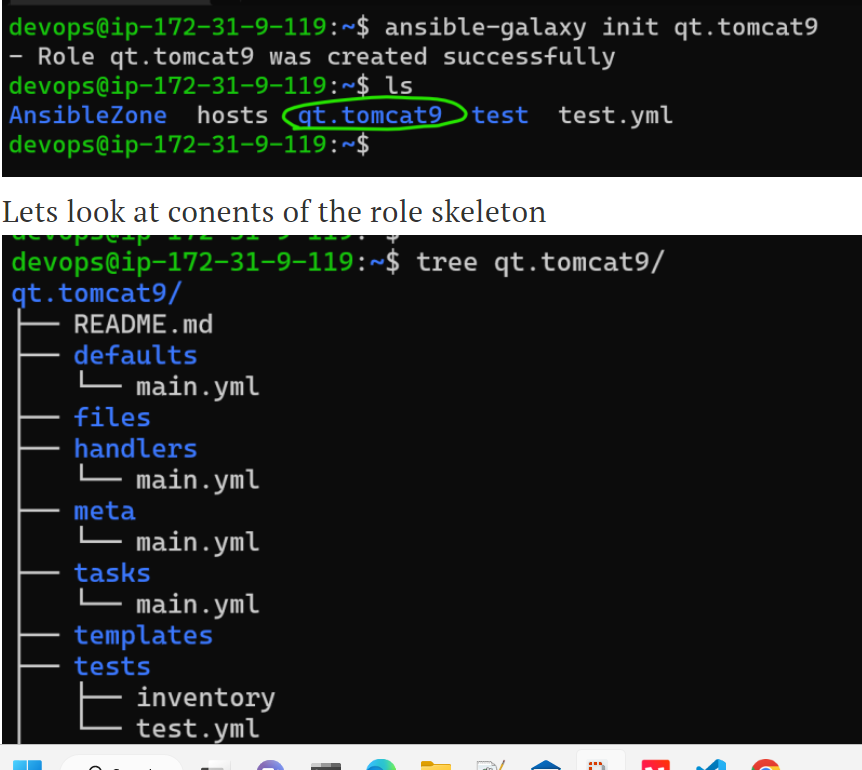 devops@ip-172-31-9-119:~$ ansible-galaxy init qt.tomcat9
- Role qt.tomcat9 was created successfully
devops@ip-172-31-9-119:~$ ls
AnsibleZone hosts qt.tomcat9 test test.yml
devops@ip-172-31-9-119:~$
Lets look at conents of the role skeleton
devops@ip-172-31-9-119:~$ tree qt.tomcat9/
qt.tomcat9/
├── README.md
├── defaults
│   └── main.yml
├── files
├── handlers
│   └── main.yml
├── meta
│   └── main.yml
├── tasks
│   └── main.yml
├── templates
├── tests
│   ├── inventory
│   └── test.yml